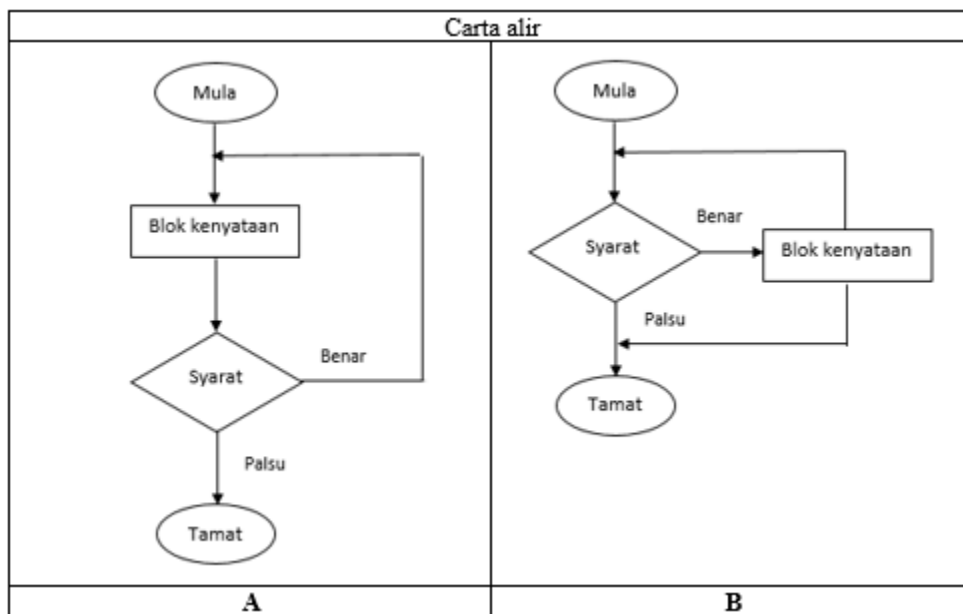 Carta alir
Mula
Blok kenyataan
Syarat
Benar
Palsu
Tamat
A
Mula
Benar
Syarat
Blok kenyataan
Palsu
Tamat
B